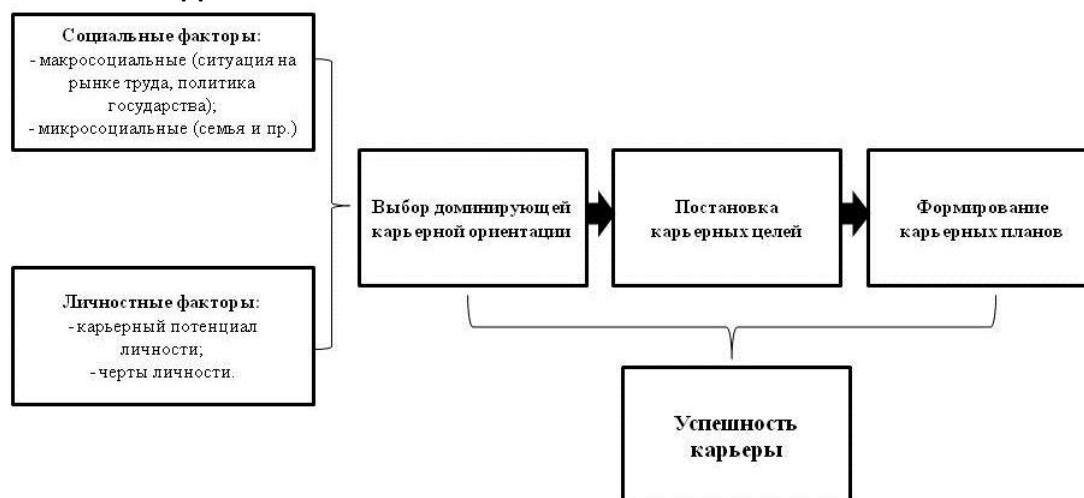 Социальные факторы:
- макросоциальные (ситуация на
рынке труда, политика
государства);
- микросоциальные (семья и пр.)
Личностные факторы:
- карьерный потенциал
личности;
- черты личности.
Выбор доминирующей
карьерной ориентации
Постановка
карьерных целей
Формирование
карьерных планов
Успешность
карьеры